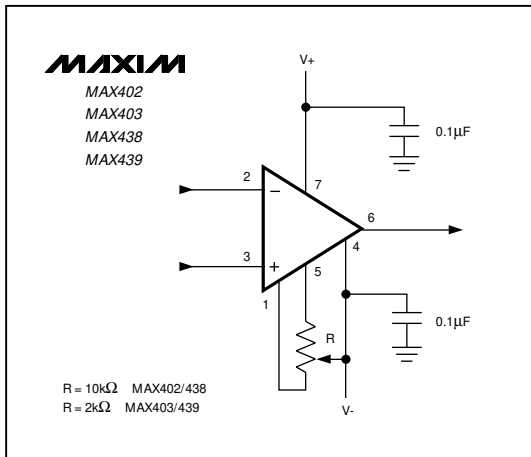 MAXIM
MAX402
MAX403
MAX438
MAX439
V+
0.1µF
2
−
7
6
3
+
4
5
1
R
0.1µF
R = 10kΩ MAX402/438
R = 2kΩ MAX403/439
V-